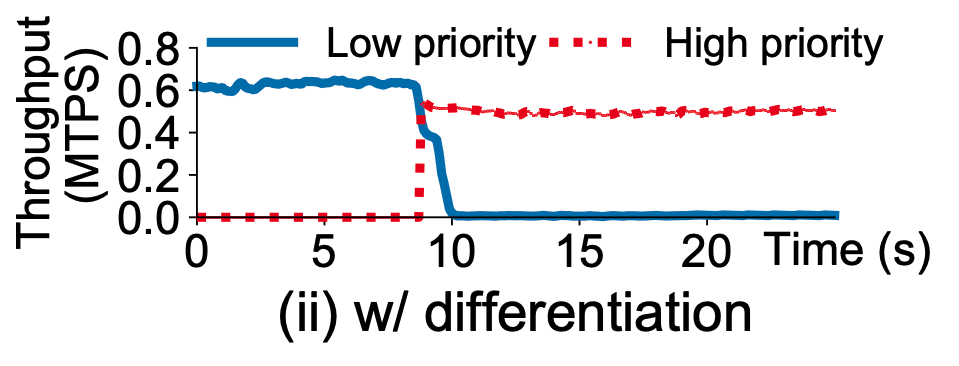 Throughput
(MTPS)
0.8
0.6
0.4
0.2
0.0
Low priority
High priority
0
5
10
15
20
Time (s)
(ii) w/ differentiation